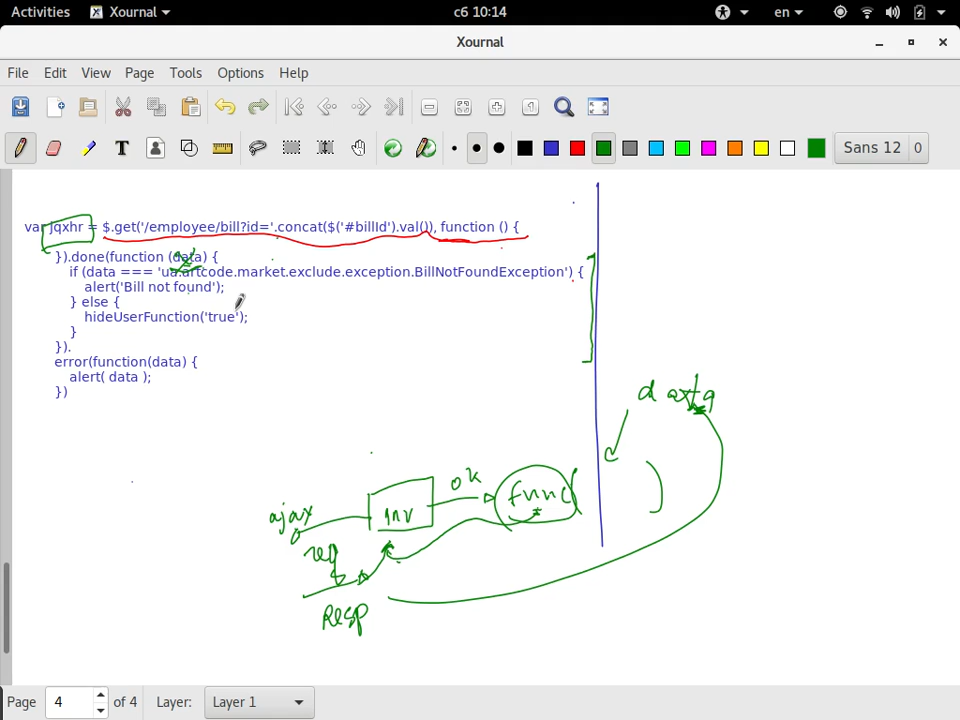 Activities Xournal сб 10:14 en
Xournal
File Edit View Page Tools Options Help
Sans 12 0
var jqxhr = $.get('/employee/bill?id='.concat($('#billId').val()), function () {
}).done(function (data) {
if (data === 'ua.artcode.market.exclude.exception.BillNotFoundException') {
alert('Bill not found');
} else {
hideUserFunction('true');
}
}).
error(function(data) {
alert( data );
})
ok
func( )
ajax
inv
req
Resp
Page 4 of 4 Layer: Layer 1